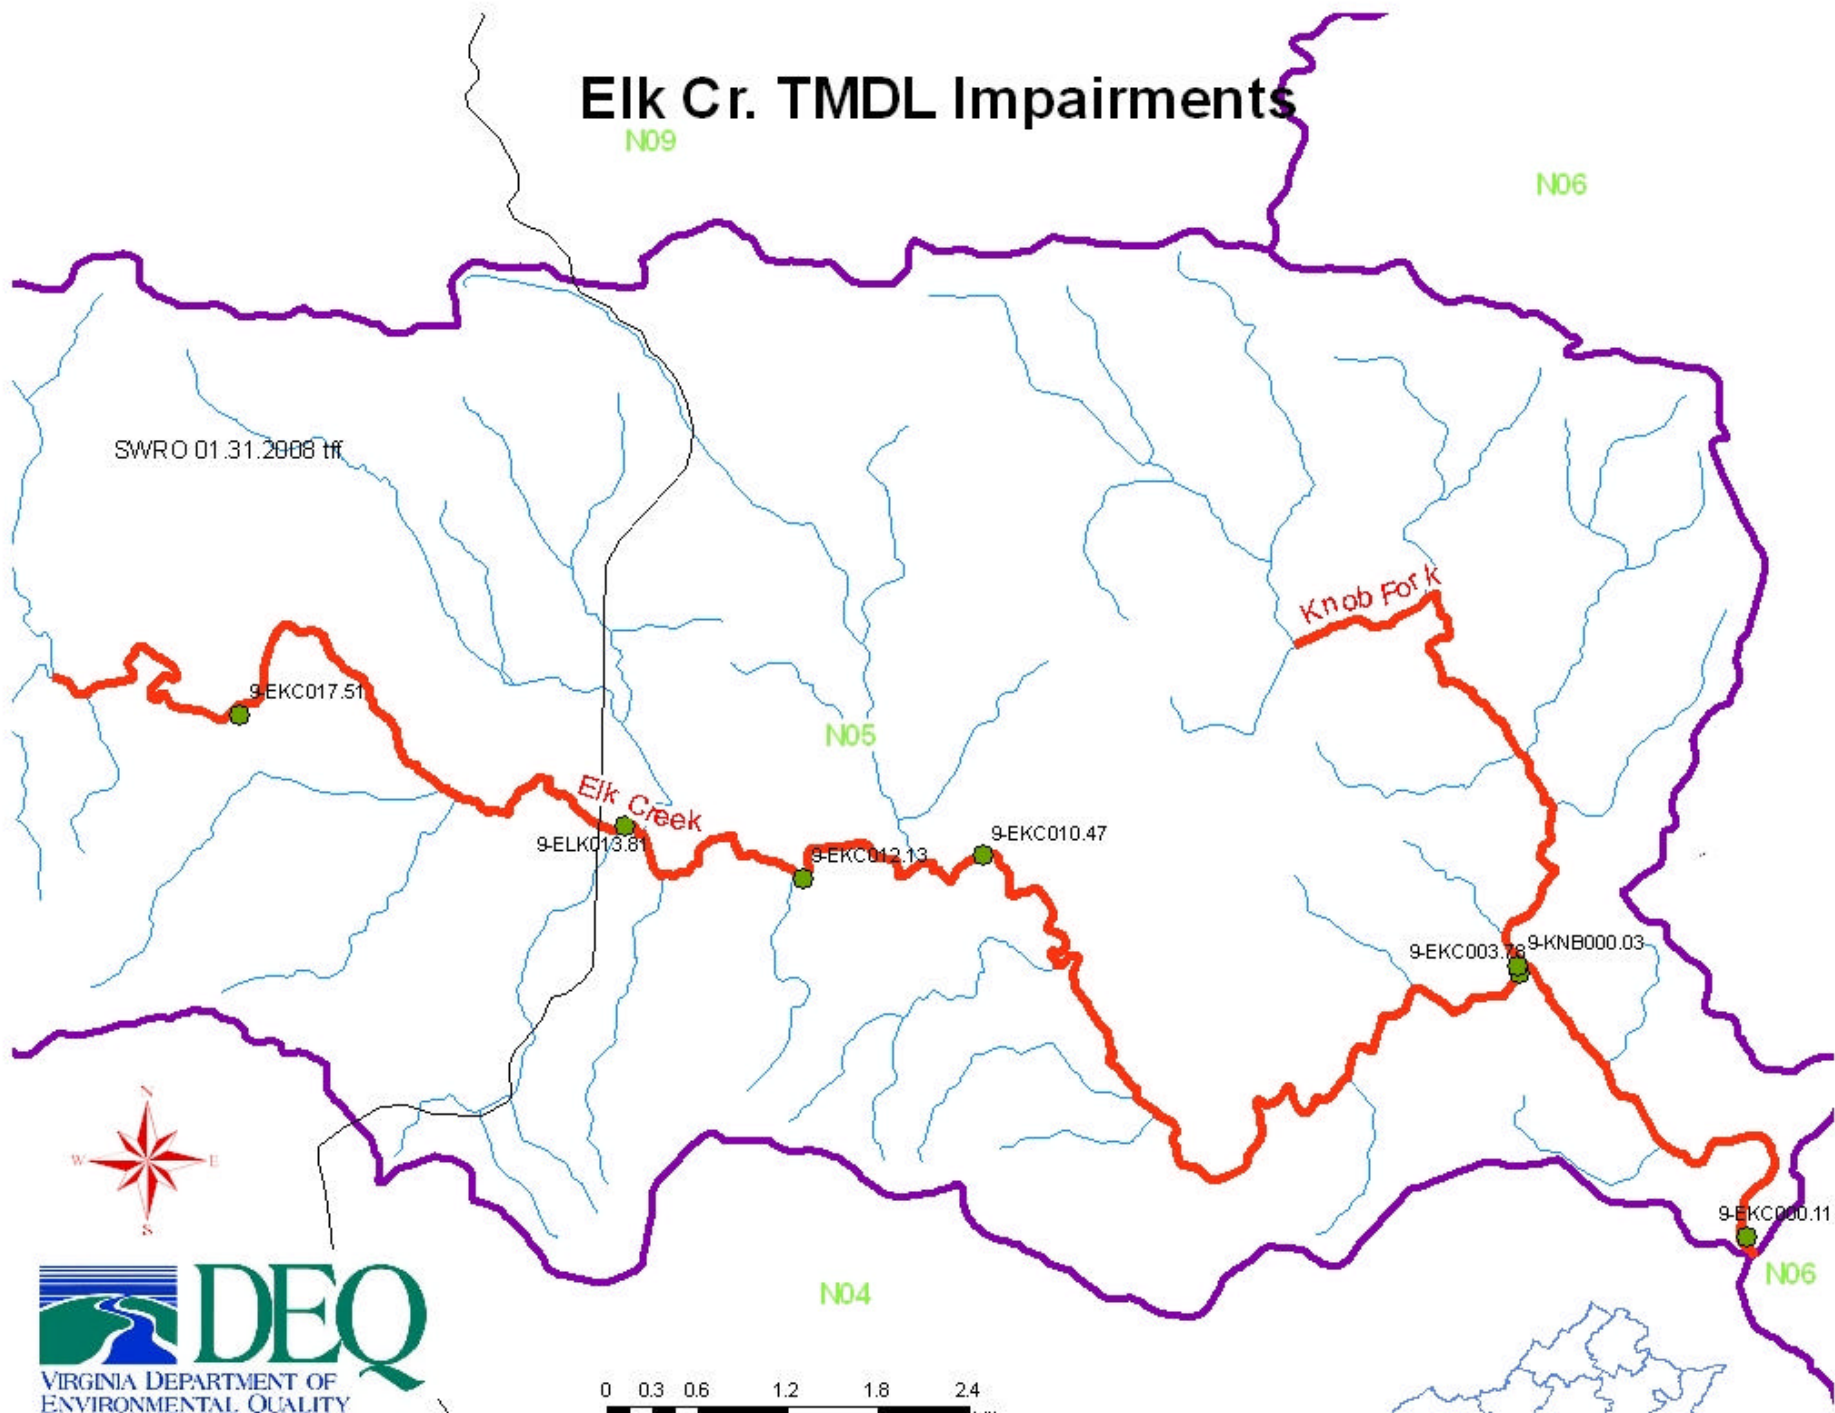 Elk Cr. TMDL Impairments
N09
N06
SWRO 01.31.2008 tff
Knob Fork
9-EKC017.51
N05
Elk Creek
9-ELK013.81
9-EKC012.13
9-EKC010.47
9-EKC003.78
9-KNB000.03
N
W
E
S
9-EKC000.11
N06
N04
DEQ
VIRGINIA DEPARTMENT OF
ENVIRONMENTAL QUALITY
0 0.3 0.6 1.2 1.8 2.4